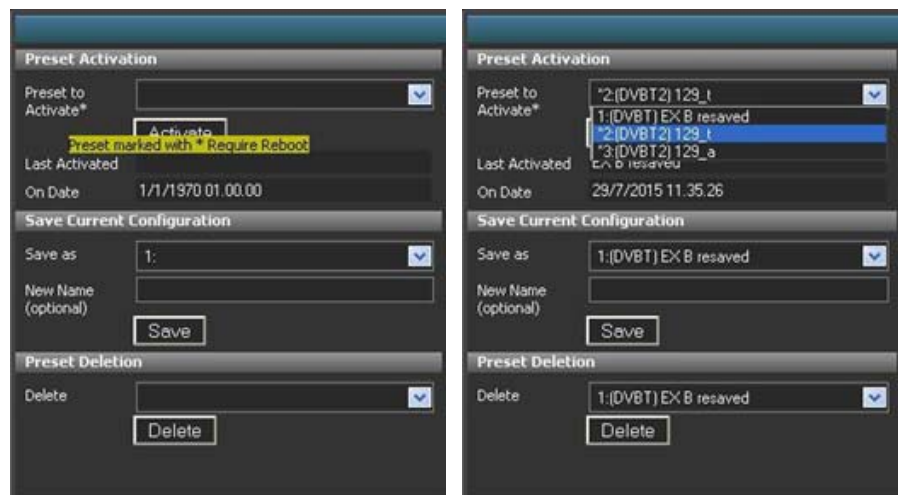 Preset Activation
Preset to
Activate*
Activate
Preset marked with * Require Reboot
Last Activated
On Date 1/1/1970 01.00.00
Save Current Configuration
Save as 1:
New Name
(optional)
Save
Preset Deletion
Delete
Delete
Preset Activation
Preset to
Activate*
*2:(DVBT2) 129_t
1:(DVBT) EX B resaved
*2:(DVBT2) 129_t
*3:(DVBT2) 129_a
Last Activated EX B resaved
On Date 29/7/2015 11.35.26
Save Current Configuration
Save as 1:(DVBT) EX B resaved
New Name
(optional)
Save
Preset Deletion
Delete 1:(DVBT) EX B resaved
Delete